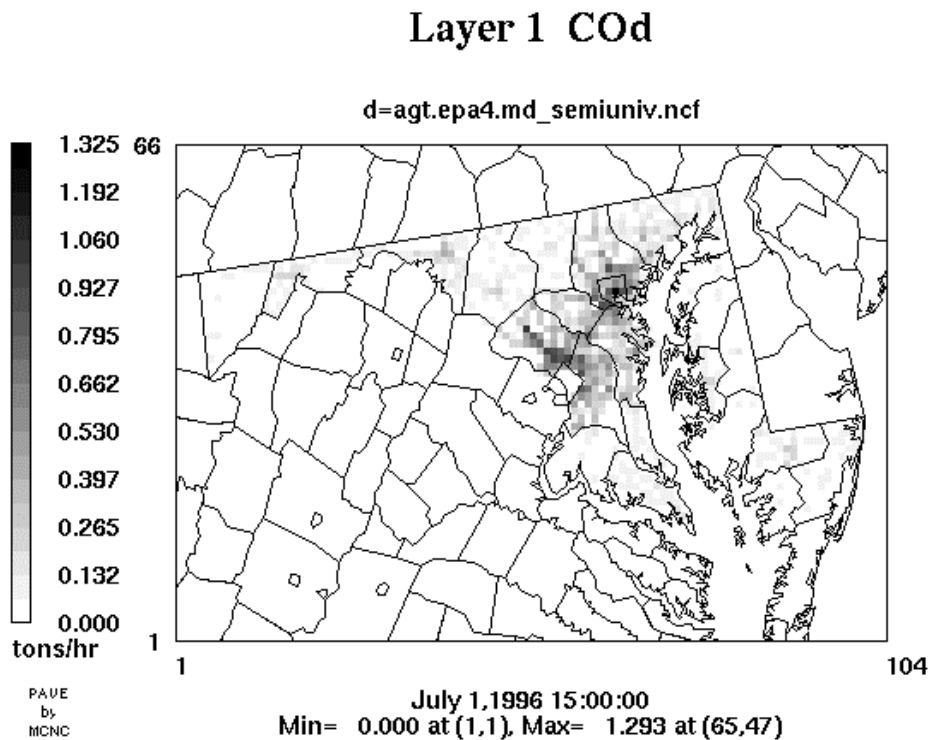 Layer 1 COd
d=agt.epa4.md_semiuniv.ncf
1.325
1.192
1.060
0.927
0.795
0.662
0.530
0.397
0.265
0.132
0.000
tons/hr
66
1
1
104
PAVE
by
MCNC
July 1,1996 15:00:00
Min= 0.000 at (1,1), Max= 1.293 at (65,47)